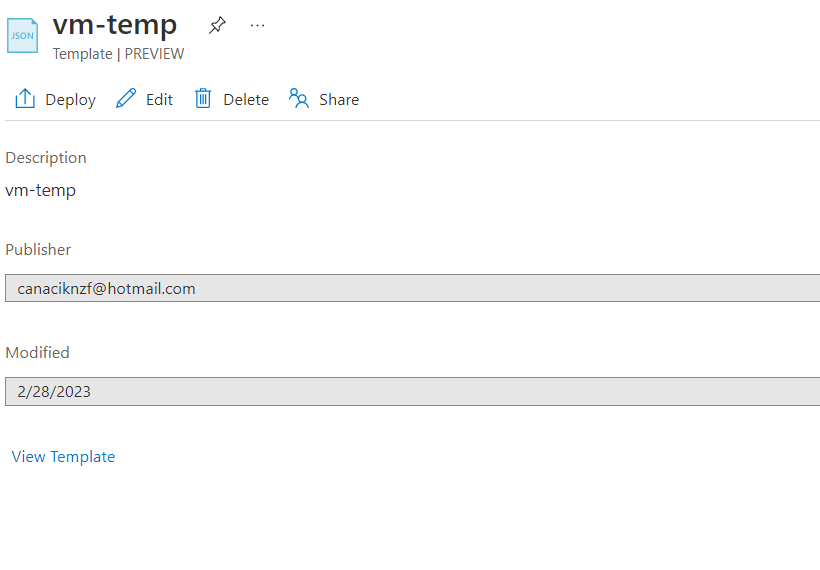 JSON
vm-temp
...
Template | PREVIEW
Deploy Edit Delete Share
Description
vm-temp
Publisher
canaciknzf@hotmail.com
Modified
2/28/2023
View Template